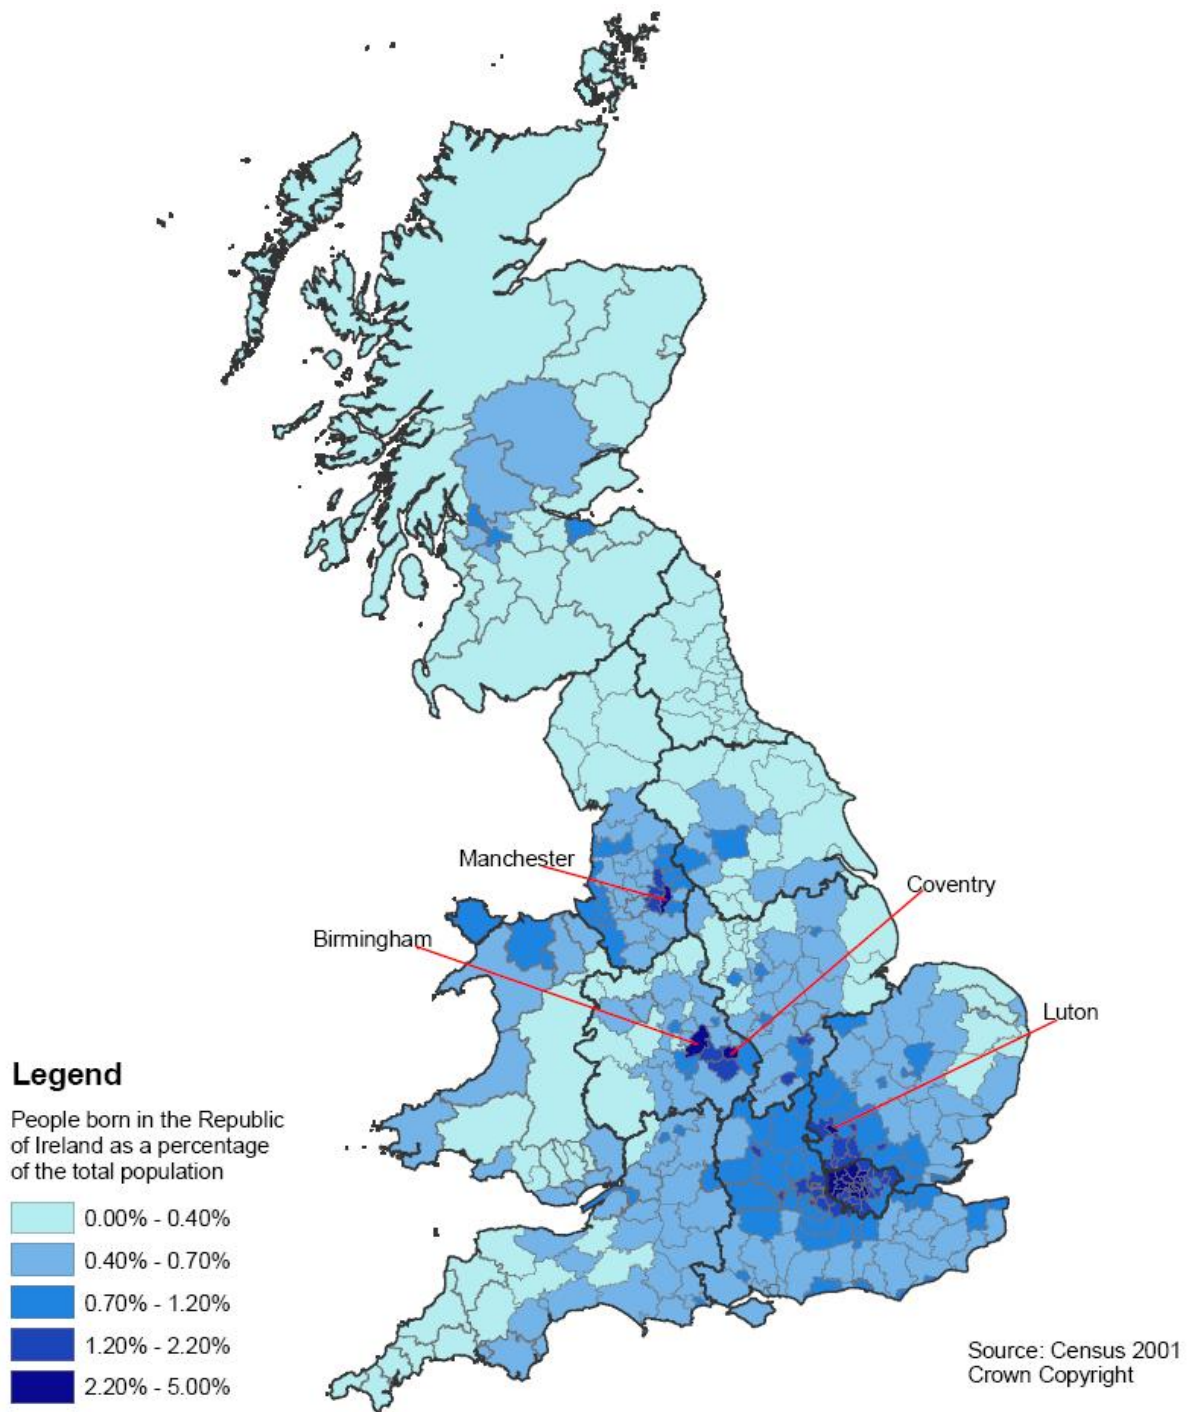 Manchester
Coventry
Birmingham
Luton
Legend
People born in the Republic
of Ireland as a percentage
of the total population
0.00% - 0.40%
0.40% - 0.70%
0.70% - 1.20%
1.20% - 2.20%
2.20% - 5.00%
Source: Census 2001
Crown Copyright